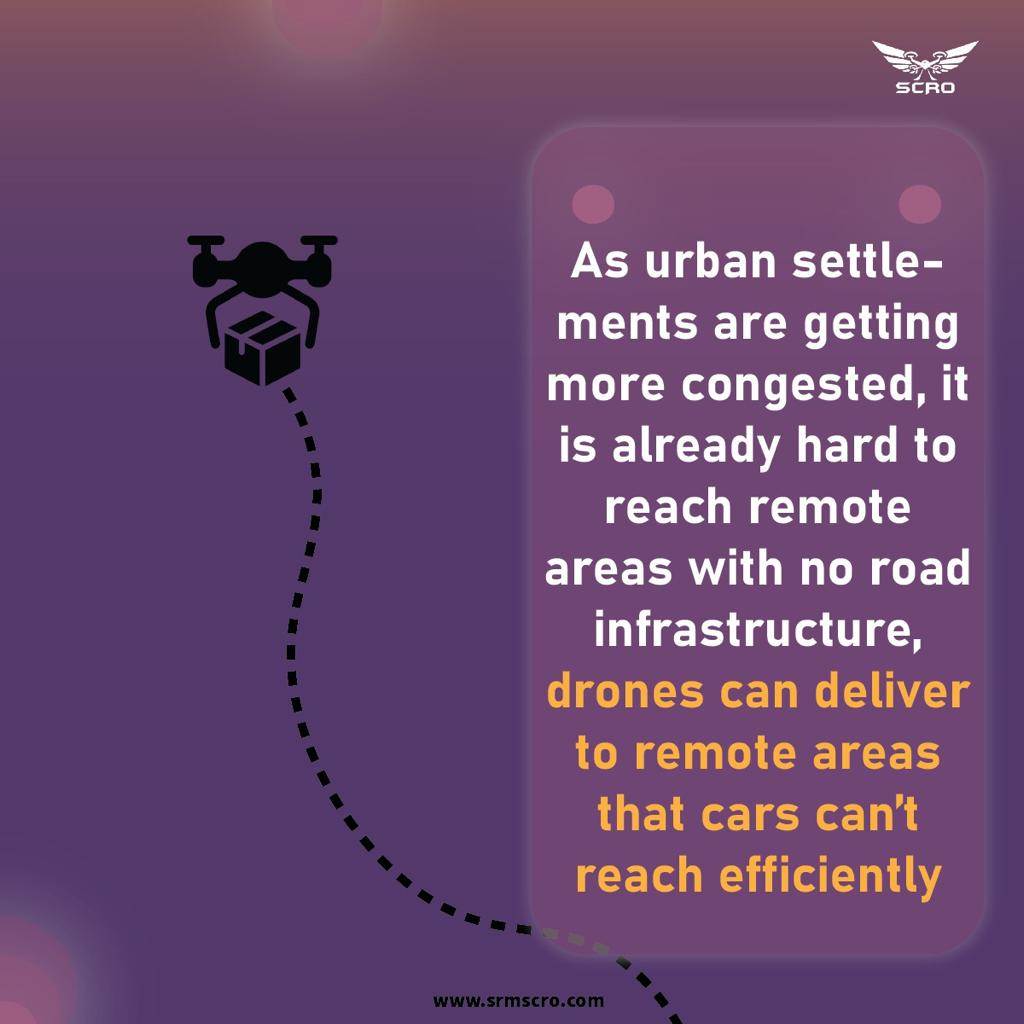 SCRO
As urban settle-
ments are getting
more congested, it
is already hard to
reach remote
areas with no road
infrastructure,
drones can deliver
to remote areas
that cars can't
reach efficiently
www.srmscro.com